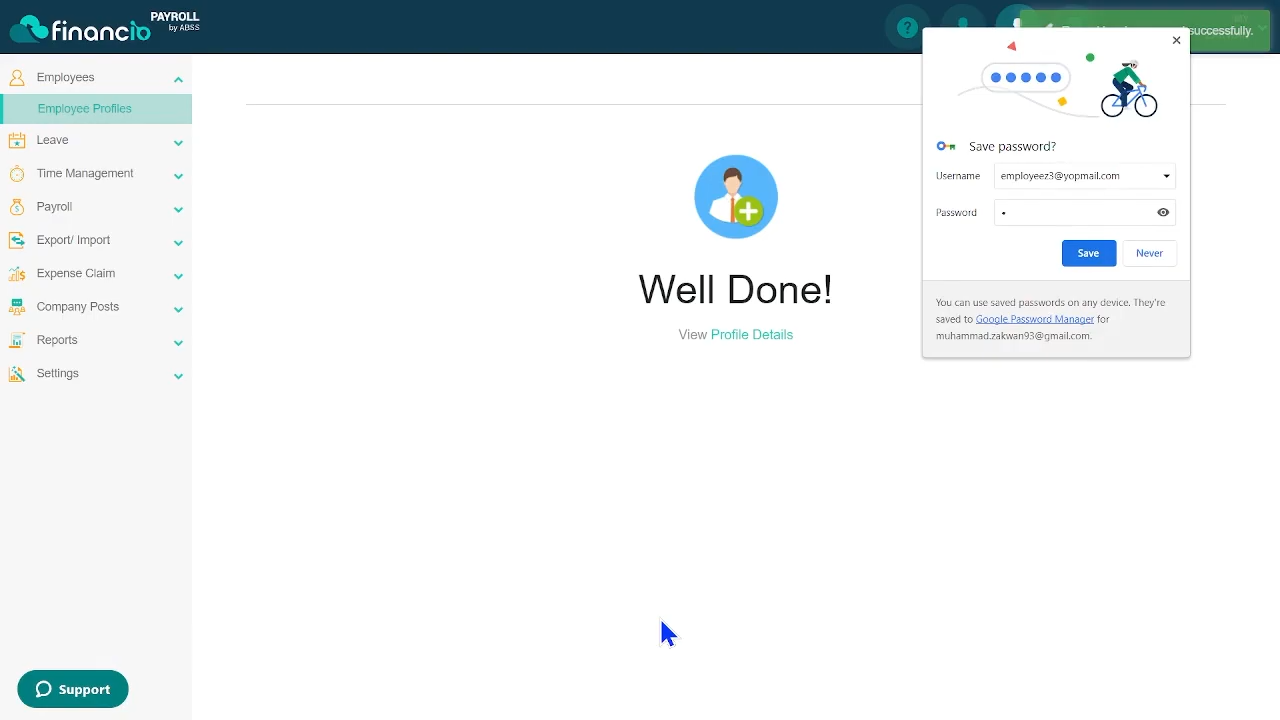 financio PAYROLL
by ABSS
successfully.
Employees
Employee Profiles
Leave
Time Management
Payroll
Export/ Import
Expense Claim
Company Posts
Reports
Settings
Support
Well Done!
View Profile Details
Save password?
Username employeez3@yopmail.com
Password •
Save Never
You can use saved passwords on any device. They're
saved to Google Password Manager for
muhammad.zakwan93@gmail.com.